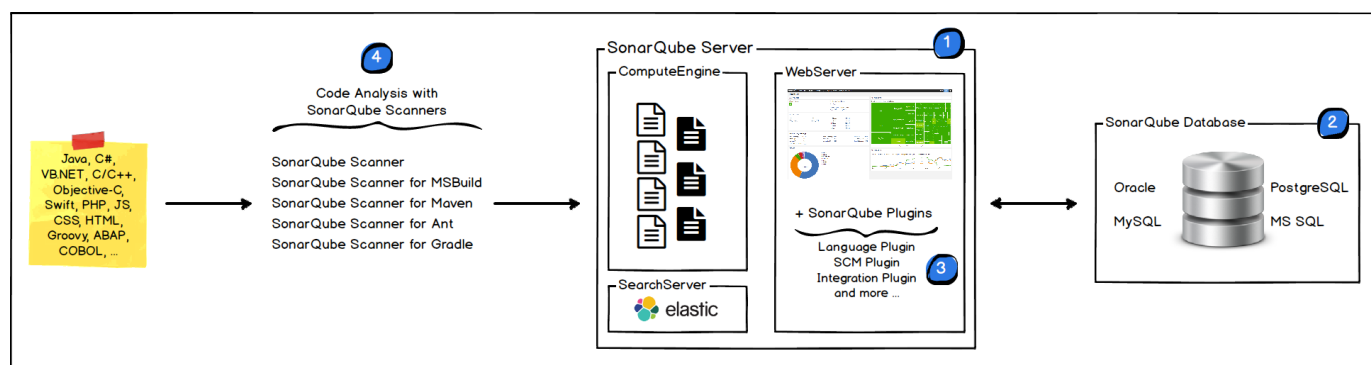 Java, C#,
VB.NET, C/C++,
Objective-C,
Swift, PHP, JS,
CSS, HTML,
Groovy, ABAP,
COBOL, ...
4
Code Analysis with
SonarQube Scanners
SonarQube Scanner
SonarQube Scanner for MSBuild
SonarQube Scanner for Maven
SonarQube Scanner for Ant
SonarQube Scanner for Gradle
SonarQube Server
1
ComputeEngine
SearchServer
elastic
WebServer
+ SonarQube Plugins
Language Plugin
SCM Plugin
Integration Plugin
and more ...
3
SonarQube Database
2
Oracle
PostgreSQL
MySQL
MS SQL